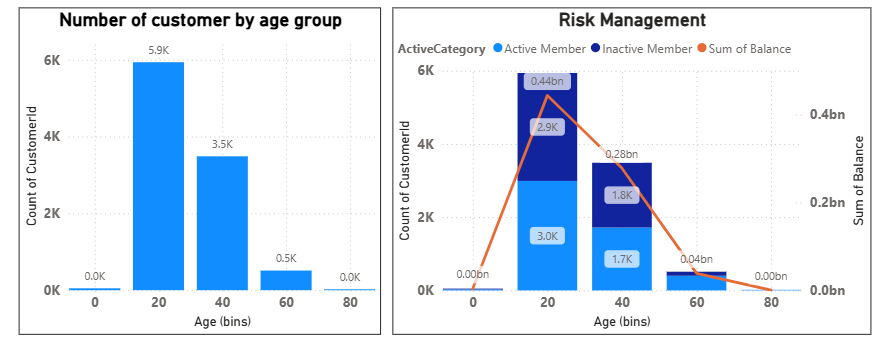 Number of customer by age group
Count of CustomerId
6K
4K
2K
0K
0.0K
5.9K
3.5K
0.5K
0.0K
0
20
40
60
80
Age (bins)
Risk Management
ActiveCategory Active Member Inactive Member Sum of Balance
Count of CustomerId
6K
4K
2K
0K
0.00bn
0.44bn
2.9K
3.0K
0.28bn
1.8K
1.7K
0.04bn
0.00bn
0.4bn
0.2bn
0.0bn
Sum of Balance
0
20
40
60
80
Age (bins)